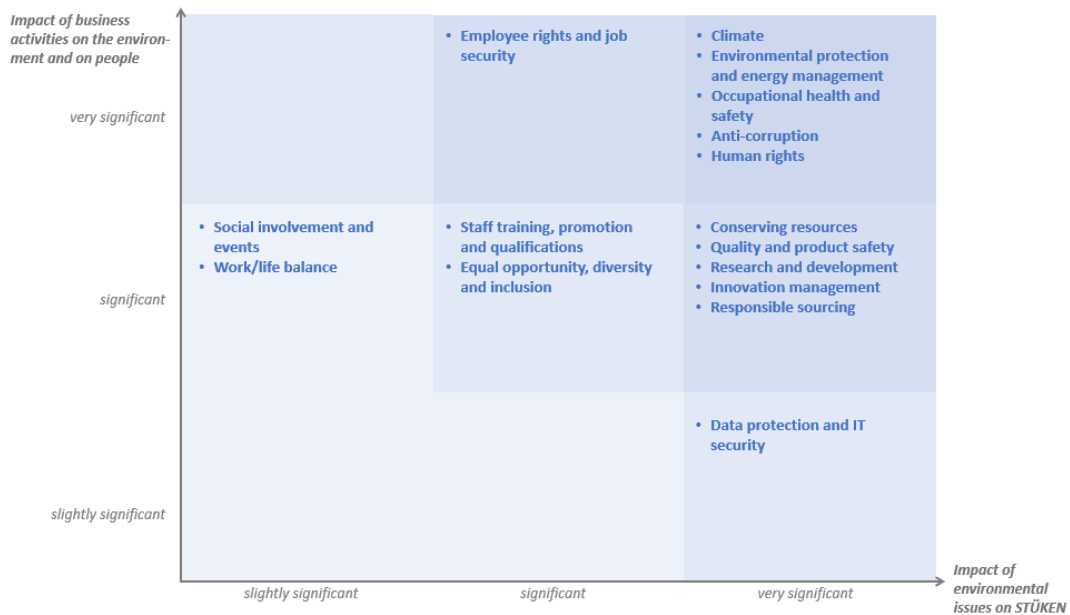 Impact of business
activities on the environ-
ment and on people
very significant
• Employee rights and job
security
• Climate
• Environmental protection
and energy management
• Occupational health and
safety
• Anti-corruption
• Human rights
significant
• Social involvement and
events
• Work/life balance
• Staff training, promotion
and qualifications
• Equal opportunity, diversity
and inclusion
• Conserving resources
• Quality and product safety
• Research and development
• Innovation management
• Responsible sourcing
slightly significant
• Data protection and IT
security
slightly significant
significant
very significant
Impact of
environmental
issues on STÜKEN